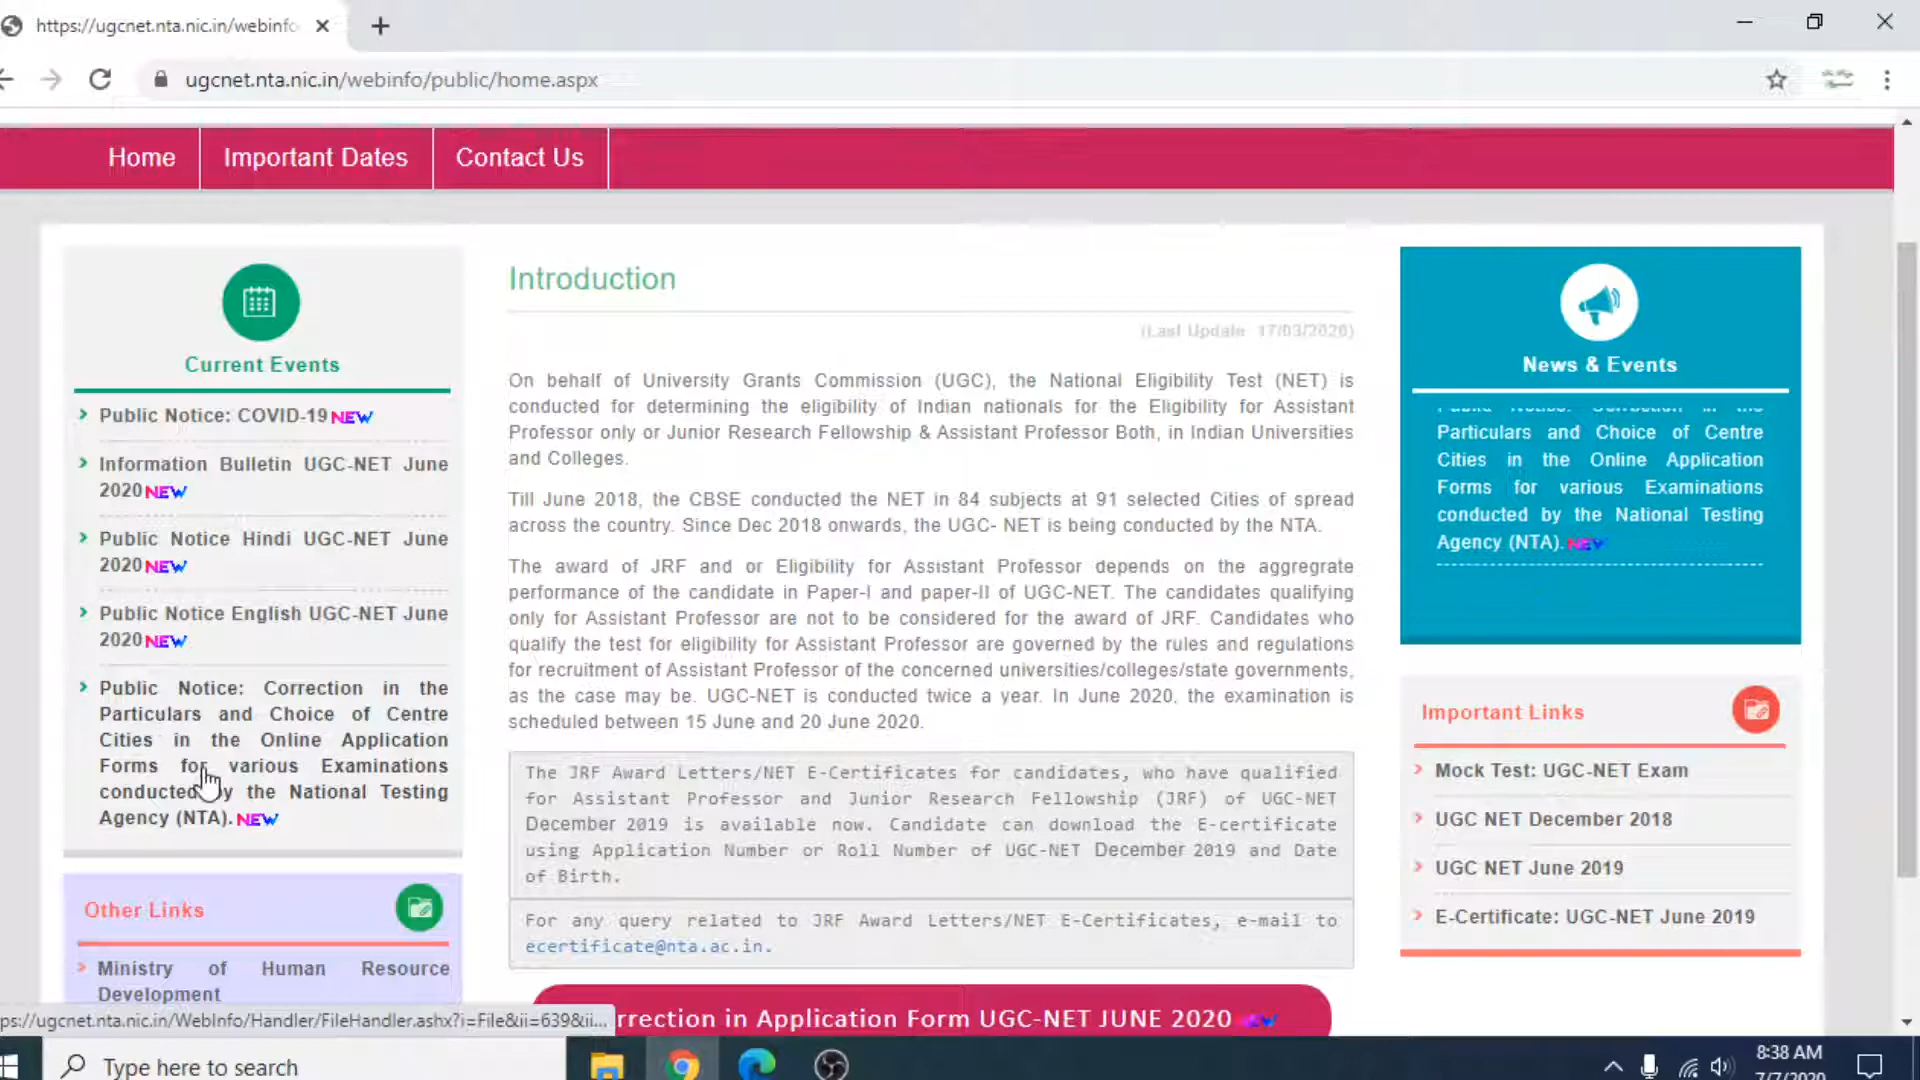 https://ugcnet.nta.nic.in/webinfo
ugcnet.nta.nic.in/webinfo/public/home.aspx
Home
Important Dates
Contact Us
Current Events
Public Notice: COVID-19 NEW
Information Bulletin UGC-NET June
2020 NEW
Public Notice Hindi UGC-NET June
2020 NEW
Public Notice English UGC-NET June
2020 NEW
Public Notice: Correction in the
Particulars and Choice of Centre
Cities in the Online Application
Forms for various Examinations
conducted by the National Testing
Agency (NTA). NEW
Other Links
Ministry of Human Resource
Development
Introduction
(Last Update 17/03/2020)
On behalf of University Grants Commission (UGC), the National Eligibility Test (NET) is
conducted for determining the eligibility of Indian nationals for the Eligibility for Assistant
Professor only or Junior Research Fellowship & Assistant Professor Both, in Indian Universities
and Colleges.
Till June 2018, the CBSE conducted the NET in 84 subjects at 91 selected Cities of spread
across the country. Since Dec 2018 onwards, the UGC- NET is being conducted by the NTA.
The award of JRF and or Eligibility for Assistant Professor depends on the aggregrate
performance of the candidate in Paper-I and paper-II of UGC-NET. The candidates qualifying
only for Assistant Professor are not to be considered for the award of JRF. Candidates who
qualify the test for eligibility for Assistant Professor are governed by the rules and regulations
for recruitment of Assistant Professor of the concerned universities/colleges/state governments,
as the case may be. UGC-NET is conducted twice a year. In June 2020, the examination is
scheduled between 15 June and 20 June 2020.
The JRF Award Letters/NET E-Certificates for candidates, who have qualified
for Assistant Professor and Junior Research Fellowship (JRF) of UGC-NET
December 2019 is available now. Candidate can download the E-certificate
using Application Number or Roll Number of UGC-NET December 2019 and Date
of Birth.
For any query related to JRF Award Letters/NET E-Certificates, e-mail to
ecertificate@nta.ac.in.
rrection in Application Form UGC-NET JUNE 2020
News & Events
Public Notice: Correction in the
Particulars and Choice of Centre
Cities in the Online Application
Forms for various Examinations
conducted by the National Testing
Agency (NTA). NEW
Important Links
Mock Test: UGC-NET Exam
UGC NET December 2018
UGC NET June 2019
E-Certificate: UGC-NET June 2019
ps://ugcnet.nta.nic.in/WebInfo/Handler/FileHandler.ashx?i=File&ii=639&ii...
Type here to search
8:38 AM
7/7/2020